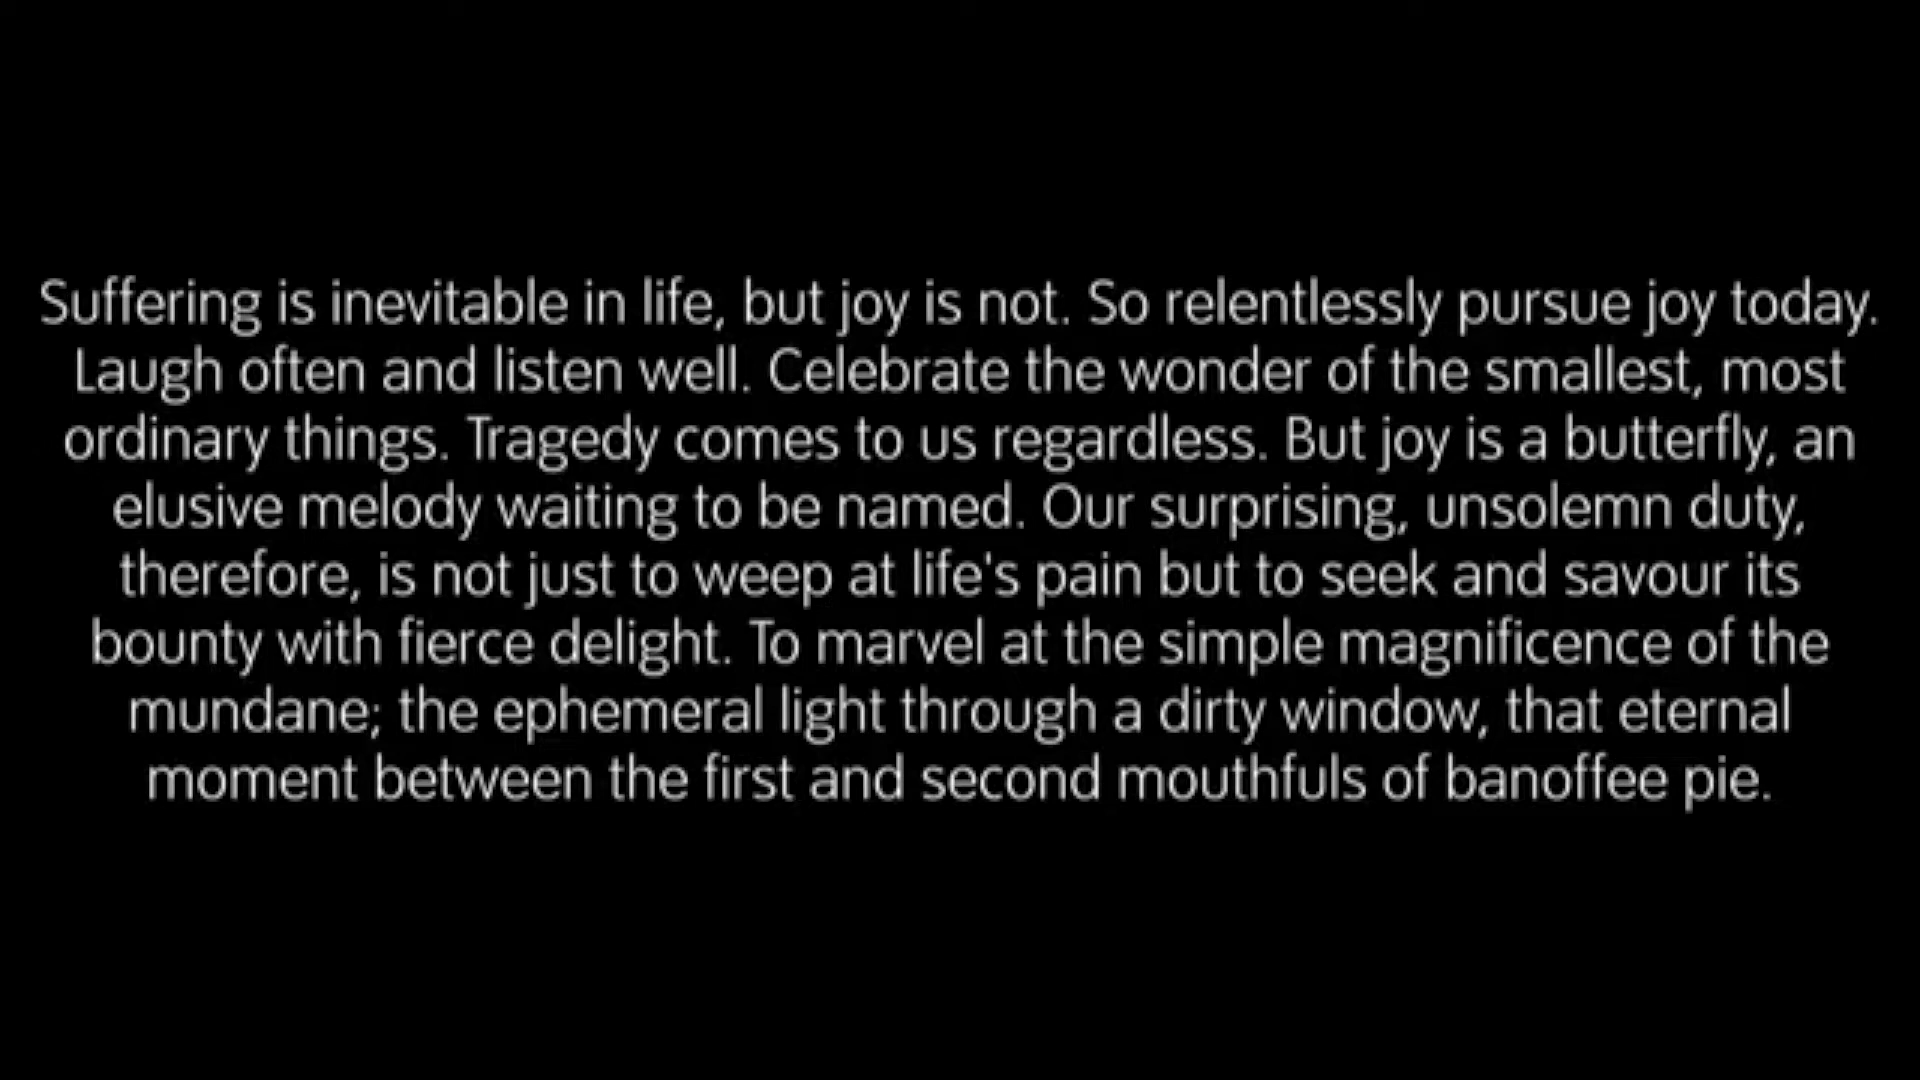 Suffering is inevitable in life, but joy is not. So relentlessly pursue joy today.
Laugh often and listen well. Celebrate the wonder of the smallest, most
ordinary things. Tragedy comes to us regardless. But joy is a butterfly, an
elusive melody waiting to be named. Our surprising, unsolemn duty,
therefore, is not just to weep at life's pain but to seek and savour its
bounty with fierce delight. To marvel at the simple magnificence of the
mundane; the ephemeral light through a dirty window, that eternal
moment between the first and second mouthfuls of banoffee pie.